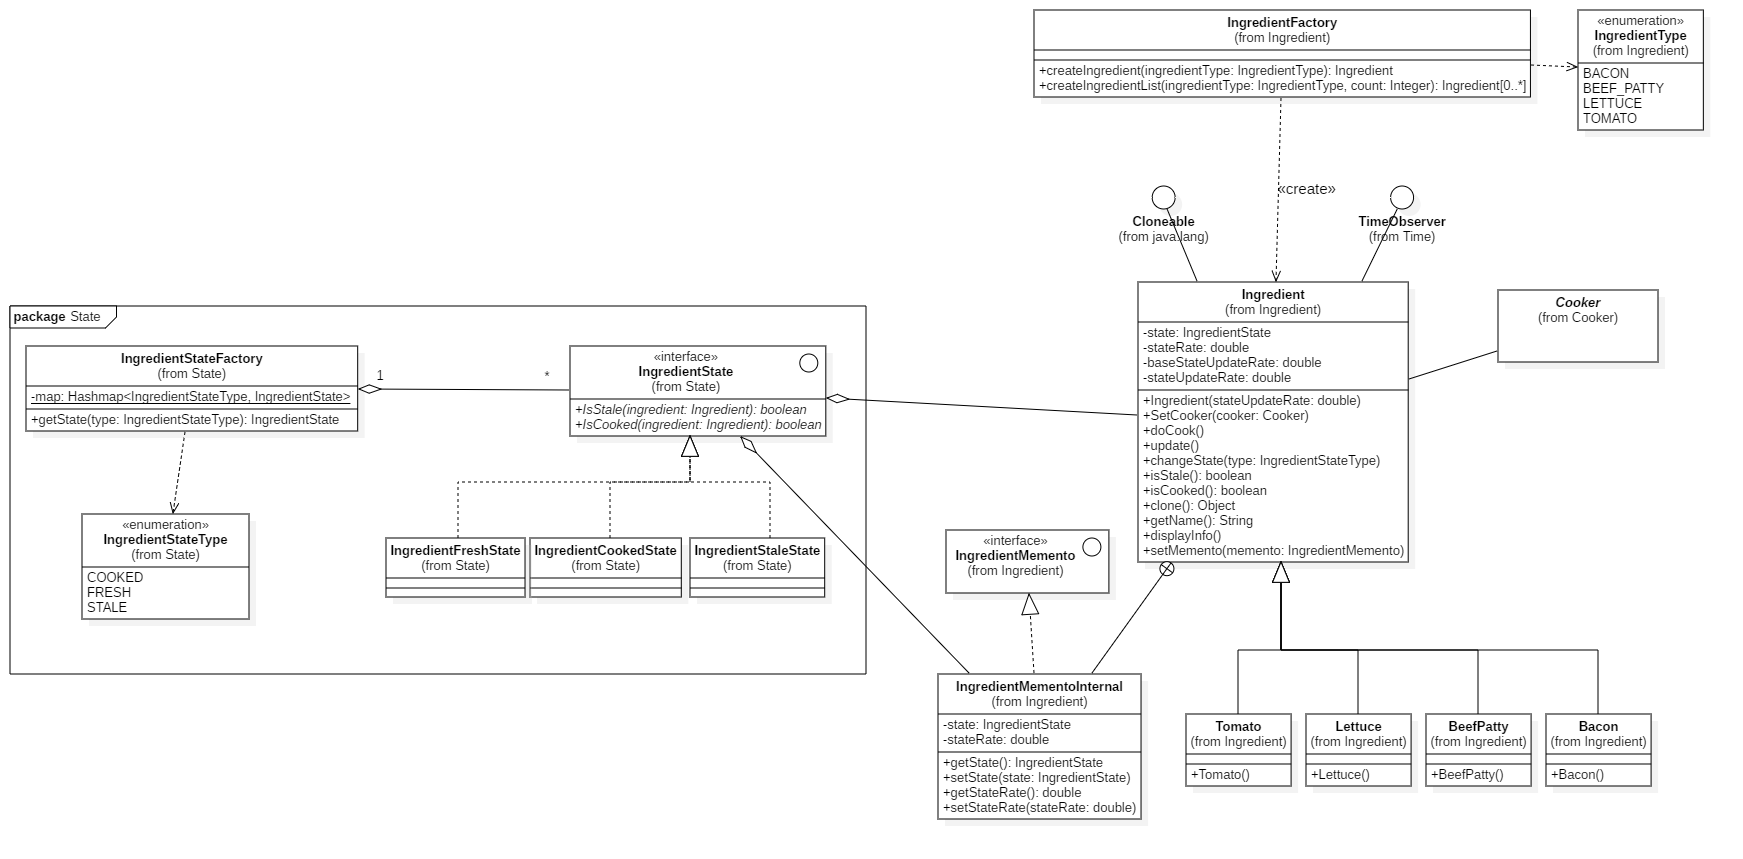 IngredientFactory
(from Ingredient)
+createIngredient(ingredientType: IngredientType): Ingredient
+createIngredientList(ingredientType: IngredientType, count: Integer): Ingredient[0..*]
«enumeration»
IngredientType
(from Ingredient)
BACON
BEEF_PATTY
LETTUCE
TOMATO
«create»
Cloneable
(from java.lang)
TimeObserver
(from Time)
Ingredient
(from Ingredient)
-state: IngredientState
-stateRate: double
-baseStateUpdateRate: double
-stateUpdateRate: double
+Ingredient(stateUpdateRate: double)
+SetCooker(cooker: Cooker)
+doCook()
+update()
+changeState(type: IngredientStateType)
+isStale(): boolean
+isCooked(): boolean
+clone(): Object
+getName(): String
+displayInfo()
+setMemento(memento: IngredientMemento)
Cooker
(from Cooker)
package State
IngredientStateFactory
(from State)
-map: Hashmap<IngredientStateType, IngredientState>
+getState(type: IngredientStateType): IngredientState
1
*
«interface»
IngredientState
(from State)
+IsStale(ingredient: Ingredient): boolean
+IsCooked(ingredient: Ingredient): boolean
«enumeration»
IngredientStateType
(from State)
COOKED
FRESH
STALE
IngredientFreshState
(from State)
IngredientCookedState
(from State)
IngredientStaleState
(from State)
«interface»
IngredientMemento
(from Ingredient)
IngredientMementoInternal
(from Ingredient)
-state: IngredientState
-stateRate: double
+getState(): IngredientState
+setState(state: IngredientState)
+getStateRate(): double
+setStateRate(stateRate: double)
Tomato
(from Ingredient)
+Tomato()
Lettuce
(from Ingredient)
+Lettuce()
BeefPatty
(from Ingredient)
+BeefPatty()
Bacon
(from Ingredient)
+Bacon()